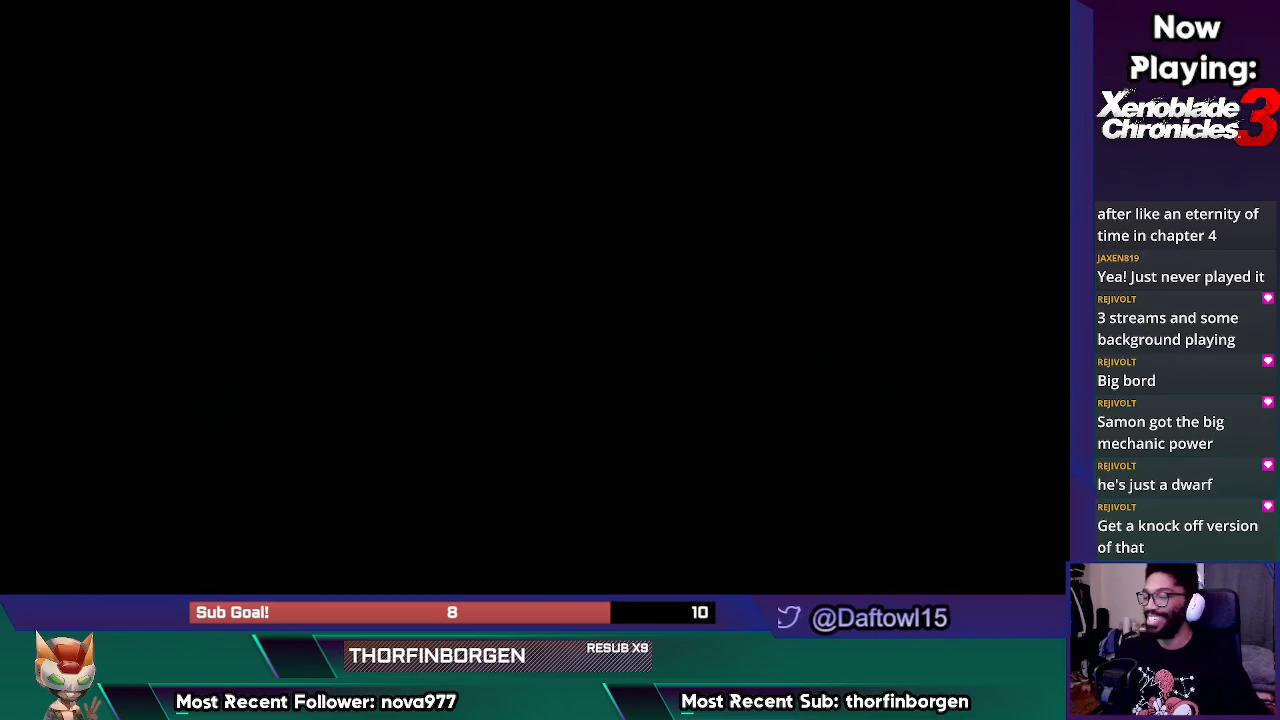 Now
Playing:
Xenoblade
Chronicles 3
after like an eternity of
time in chapter 4
JAXEN819
Yea! Just never played it
REJIVOLT
3 streams and some
background playing
REJIVOLT
Big bord
REJIVOLT
Samon got the big
mechanic power
REJIVOLT
he's just a dwarf
REJIVOLT
Get a knock off version
of that
Sub Goal! 8 10
@Daftowl15
THORFINBORGEN RESUB X9
Most Recent Follower: nova977
Most Recent Sub: thorfinborgen